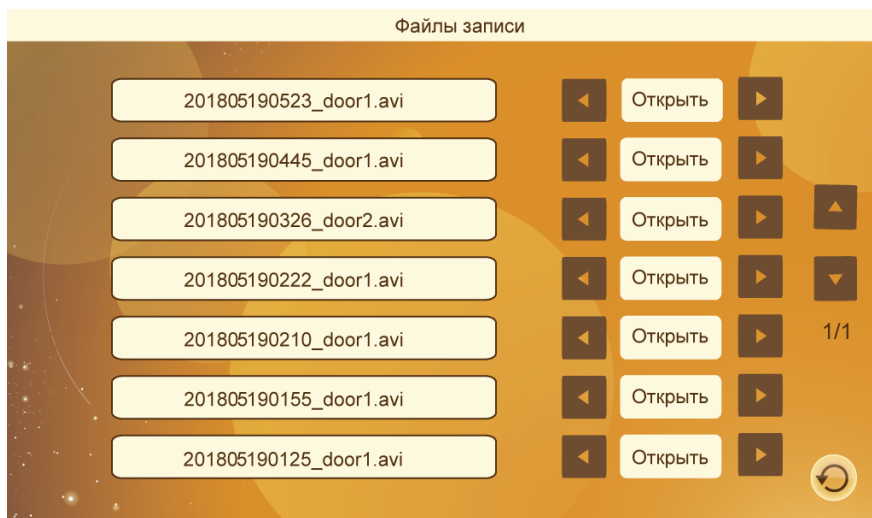 Файлы записи
201805190523_door1.avi Открыть
201805190445_door1.avi Открыть
201805190326_door2.avi Открыть
201805190222_door1.avi Открыть
201805190210_door1.avi Открыть
1/1
201805190155_door1.avi Открыть
201805190125_door1.avi Открыть